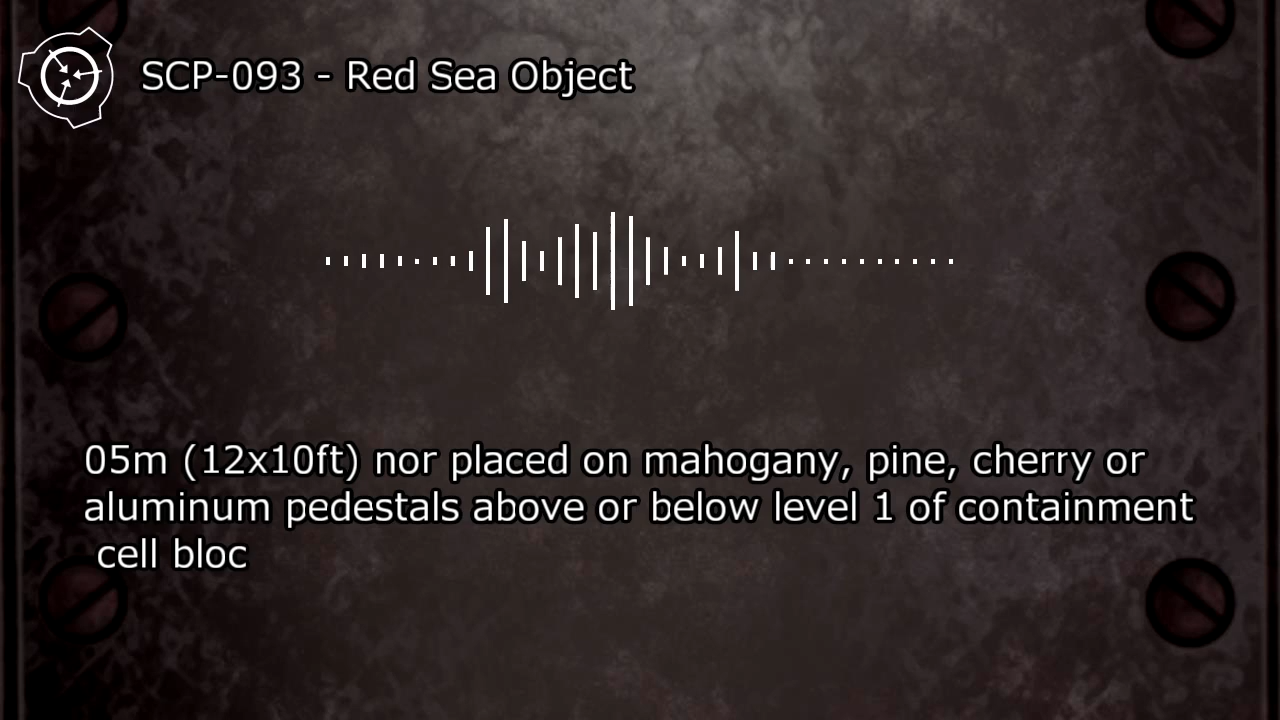 SCP-093 - Red Sea Object
05m (12x10ft) nor placed on mahogany, pine, cherry or
aluminum pedestals above or below level 1 of containment
cell bloc